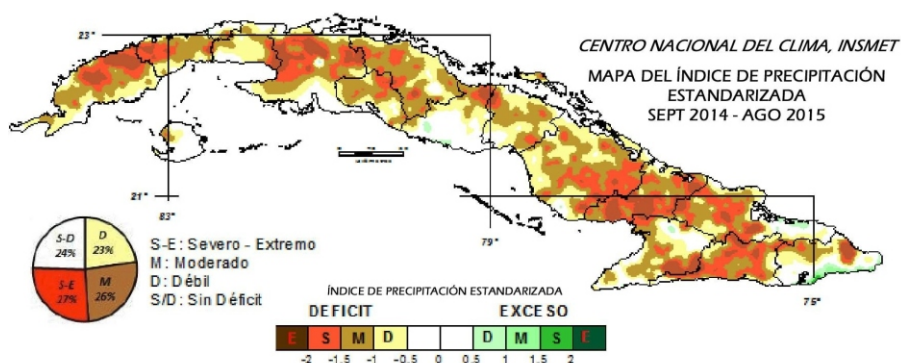 CENTRO NACIONAL DEL CLIMA, INSMET
MAPA DEL ÍNDICE DE PRECIPITACIÓN
ESTANDARIZADA
SEPT 2014 - AGO 2015
23°
21°
83°
79°
75°
S-D
24%
D
23%
S-E
27%
M
26%
S-E: Severo - Extremo
M: Moderado
D: Débil
S/D: Sin Déficit
ÍNDICE DE PRECIPITACIÓN ESTANDARIZADA
DEFICIT EXCESO
E S M D D M S E
-2 -1.5 -1 -0.5 0 0.5 1 1.5 2